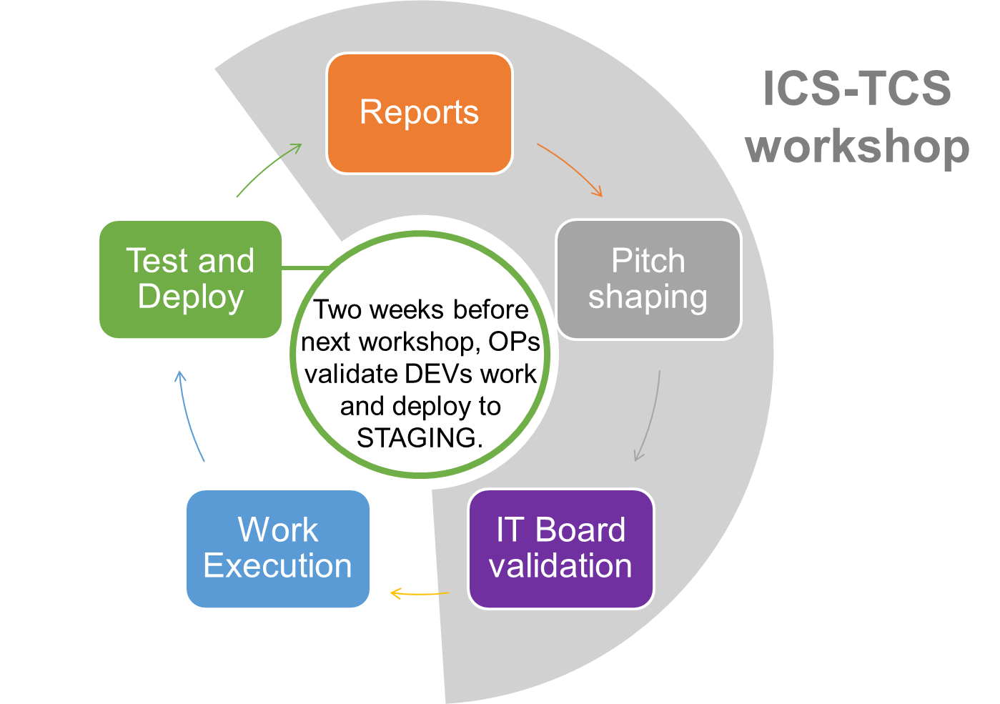 ICS-TCS
workshop
Reports
Pitch
shaping
IT Board
validation
Work
Execution
Test and
Deploy
Two weeks before
next workshop, OPs
validate DEVs work
and deploy to
STAGING.